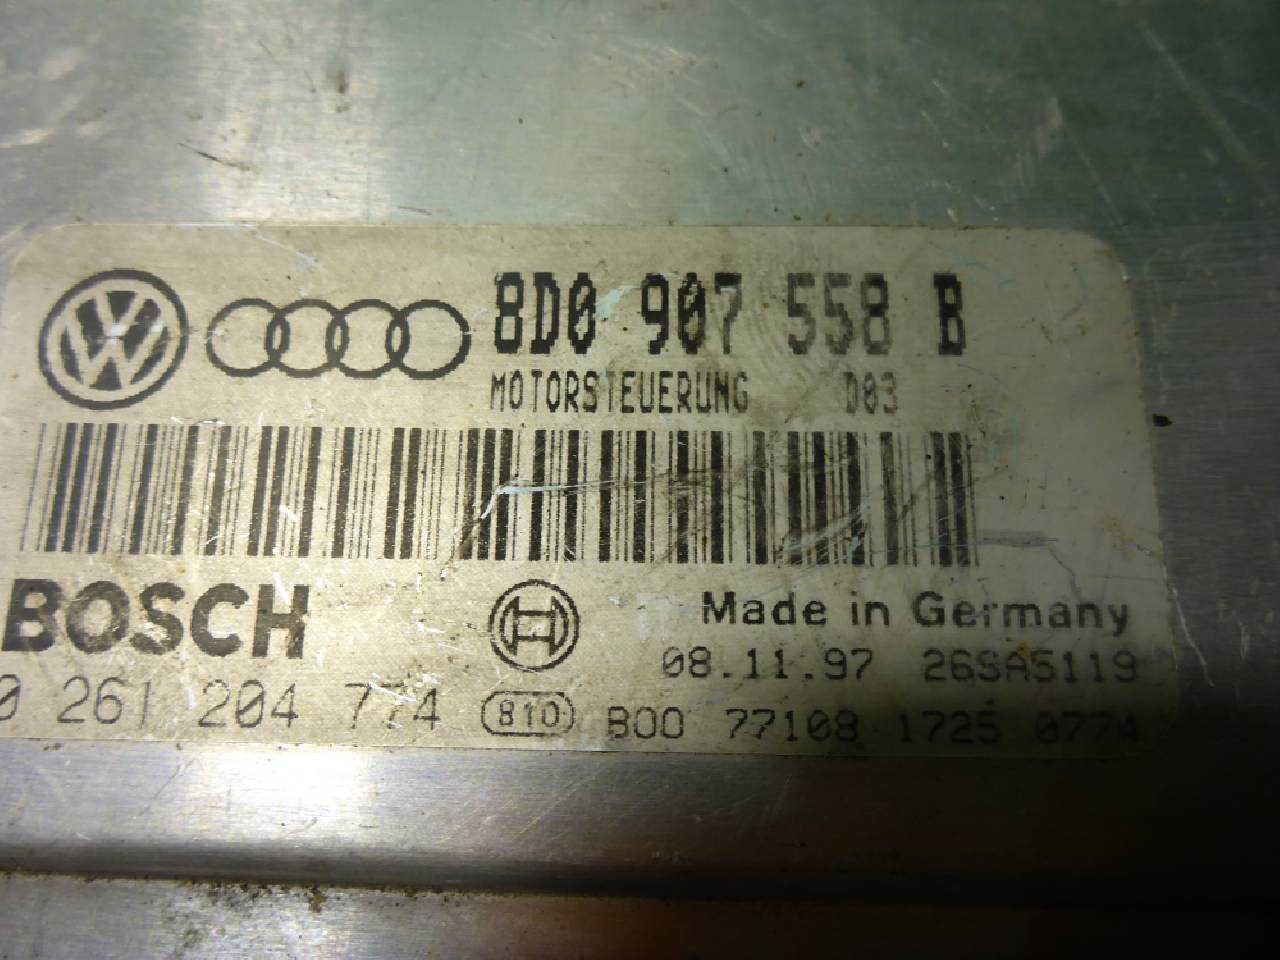 8D0 907 558 B
MOTORSTEUERUNG D03
BOSCH
Made in Germany
08.11.97 26SA5119
0 261 204 774 810 B00 77108 1725 0774